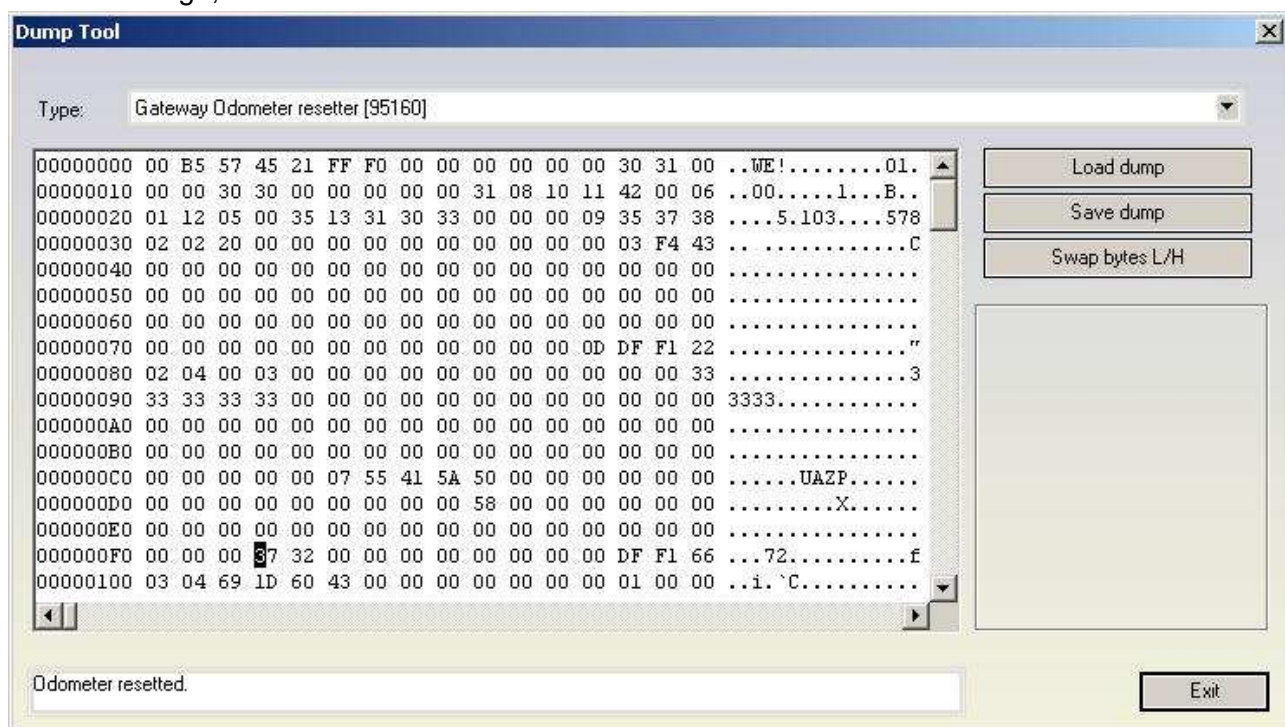 Dump Tool
Type: Gateway Odometer resetter [95160]
00000000 00 B5 57 45 21 FF F0 00 00 00 00 00 00 30 31 00 ..WE!........01.
00000010 00 00 30 30 00 00 00 00 00 31 08 10 11 42 00 06 ..00.....1...B..
00000020 01 12 05 00 35 13 31 30 33 00 00 00 09 35 37 38 ....5.103....578
00000030 02 02 20 00 00 00 00 00 00 00 00 00 00 03 F4 43 .. ............C
00000040 00 00 00 00 00 00 00 00 00 00 00 00 00 00 00 00 ................
00000050 00 00 00 00 00 00 00 00 00 00 00 00 00 00 00 00 ................
00000060 00 00 00 00 00 00 00 00 00 00 00 00 00 00 00 00 ................
00000070 00 00 00 00 00 00 00 00 00 00 00 00 0D DF F1 22 ..............."
00000080 02 04 00 03 00 00 00 00 00 00 00 00 00 00 00 33 ...............3
00000090 33 33 33 33 00 00 00 00 00 00 00 00 00 00 00 00 3333............
000000A0 00 00 00 00 00 00 00 00 00 00 00 00 00 00 00 00 ................
000000B0 00 00 00 00 00 00 00 00 00 00 00 00 00 00 00 00 ................
000000C0 00 00 00 00 00 07 55 41 5A 50 00 00 00 00 00 00 ......UAZP......
000000D0 00 00 00 00 00 00 00 00 00 58 00 00 00 00 00 00 .........X......
000000E0 00 00 00 00 00 00 00 00 00 00 00 00 00 00 00 00 ................
000000F0 00 00 00 37 32 00 00 00 00 00 00 00 00 DF F1 66 ...72..........f
00000100 03 04 69 1D 60 43 00 00 00 00 00 00 00 01 00 00 ..i.`C..........
Load dump
Save dump
Swap bytes L/H
Odometer resetted.
Exit